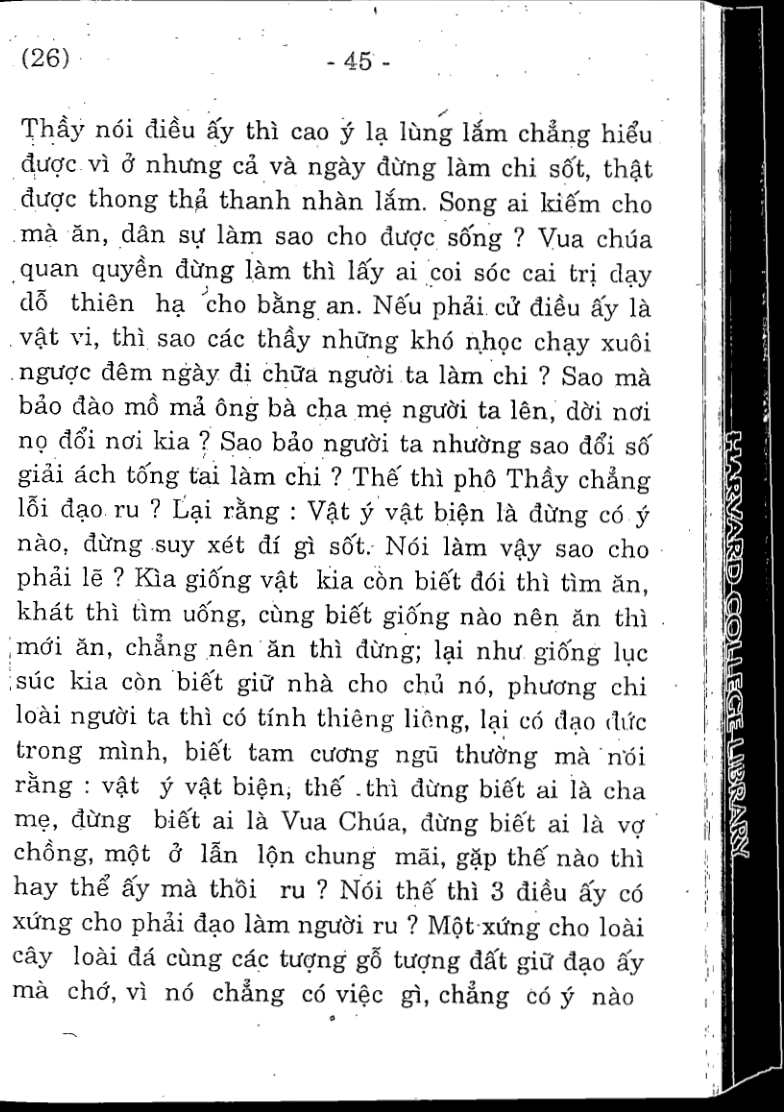 (26)
- 45 -
Thầy nói điều ấy thì cao ý lạ lùng lắm chẳng hiểu
được vì ở nhưng cả và ngày đừng làm chi sốt, thật
được thong thả thanh nhàn lắm. Song ai kiếm cho
mà ăn, dân sự làm sao cho được sống ? Vua chúa
quan quyền đừng làm thì lấy ai coi sóc cai trị dạy
dỗ thiên hạ cho bằng an. Nếu phải cử điều ấy là
vật vi, thì sao các thầy những khó nhọc chạy xuôi
ngược đêm ngày đi chữa người ta làm chi ? Sao mà
bảo đào mồ mả ông bà cha mẹ người ta lên, dời nơi
nọ đổi nơi kia ? Sao bảo người ta nhường sao đổi số
giải ách tống tai làm chi ? Thế thì phô Thầy chẳng
lỗi đạo ru ? Lại rằng : Vật ý vật biện là đừng có ý
nào, đừng suy xét đí gì sốt. Nói làm vậy sao cho
phải lẽ ? Kìa giống vật kia còn biết đói thì tìm ăn,
khát thì tìm uống, cùng biết giống nào nên ăn thì
mới ăn, chẳng nên ăn thì đừng; lại như giống lục
súc kia còn biết giữ nhà cho chủ nó, phương chi
loài người ta thì có tính thiêng liêng, lại có đạo đức
trong mình, biết tam cương ngũ thường mà nói
rằng : vật ý vật biện, thế thì đừng biết ai là cha
mẹ, đừng biết ai là Vua Chúa, đừng biết ai là vợ
chồng, một ở lẫn lộn chung mãi, gặp thế nào thì
hay thể ấy mà thồi ru ? Nói thế thì 3 điều ấy có
xứng cho phải đạo làm người ru ? Một xứng cho loài
cây loài đá cùng các tượng gỗ tượng đất giữ đạo ấy
mà chớ, vì nó chẳng có việc gì, chẳng có ý nào
HARVARD COLLEGE LIBRARY